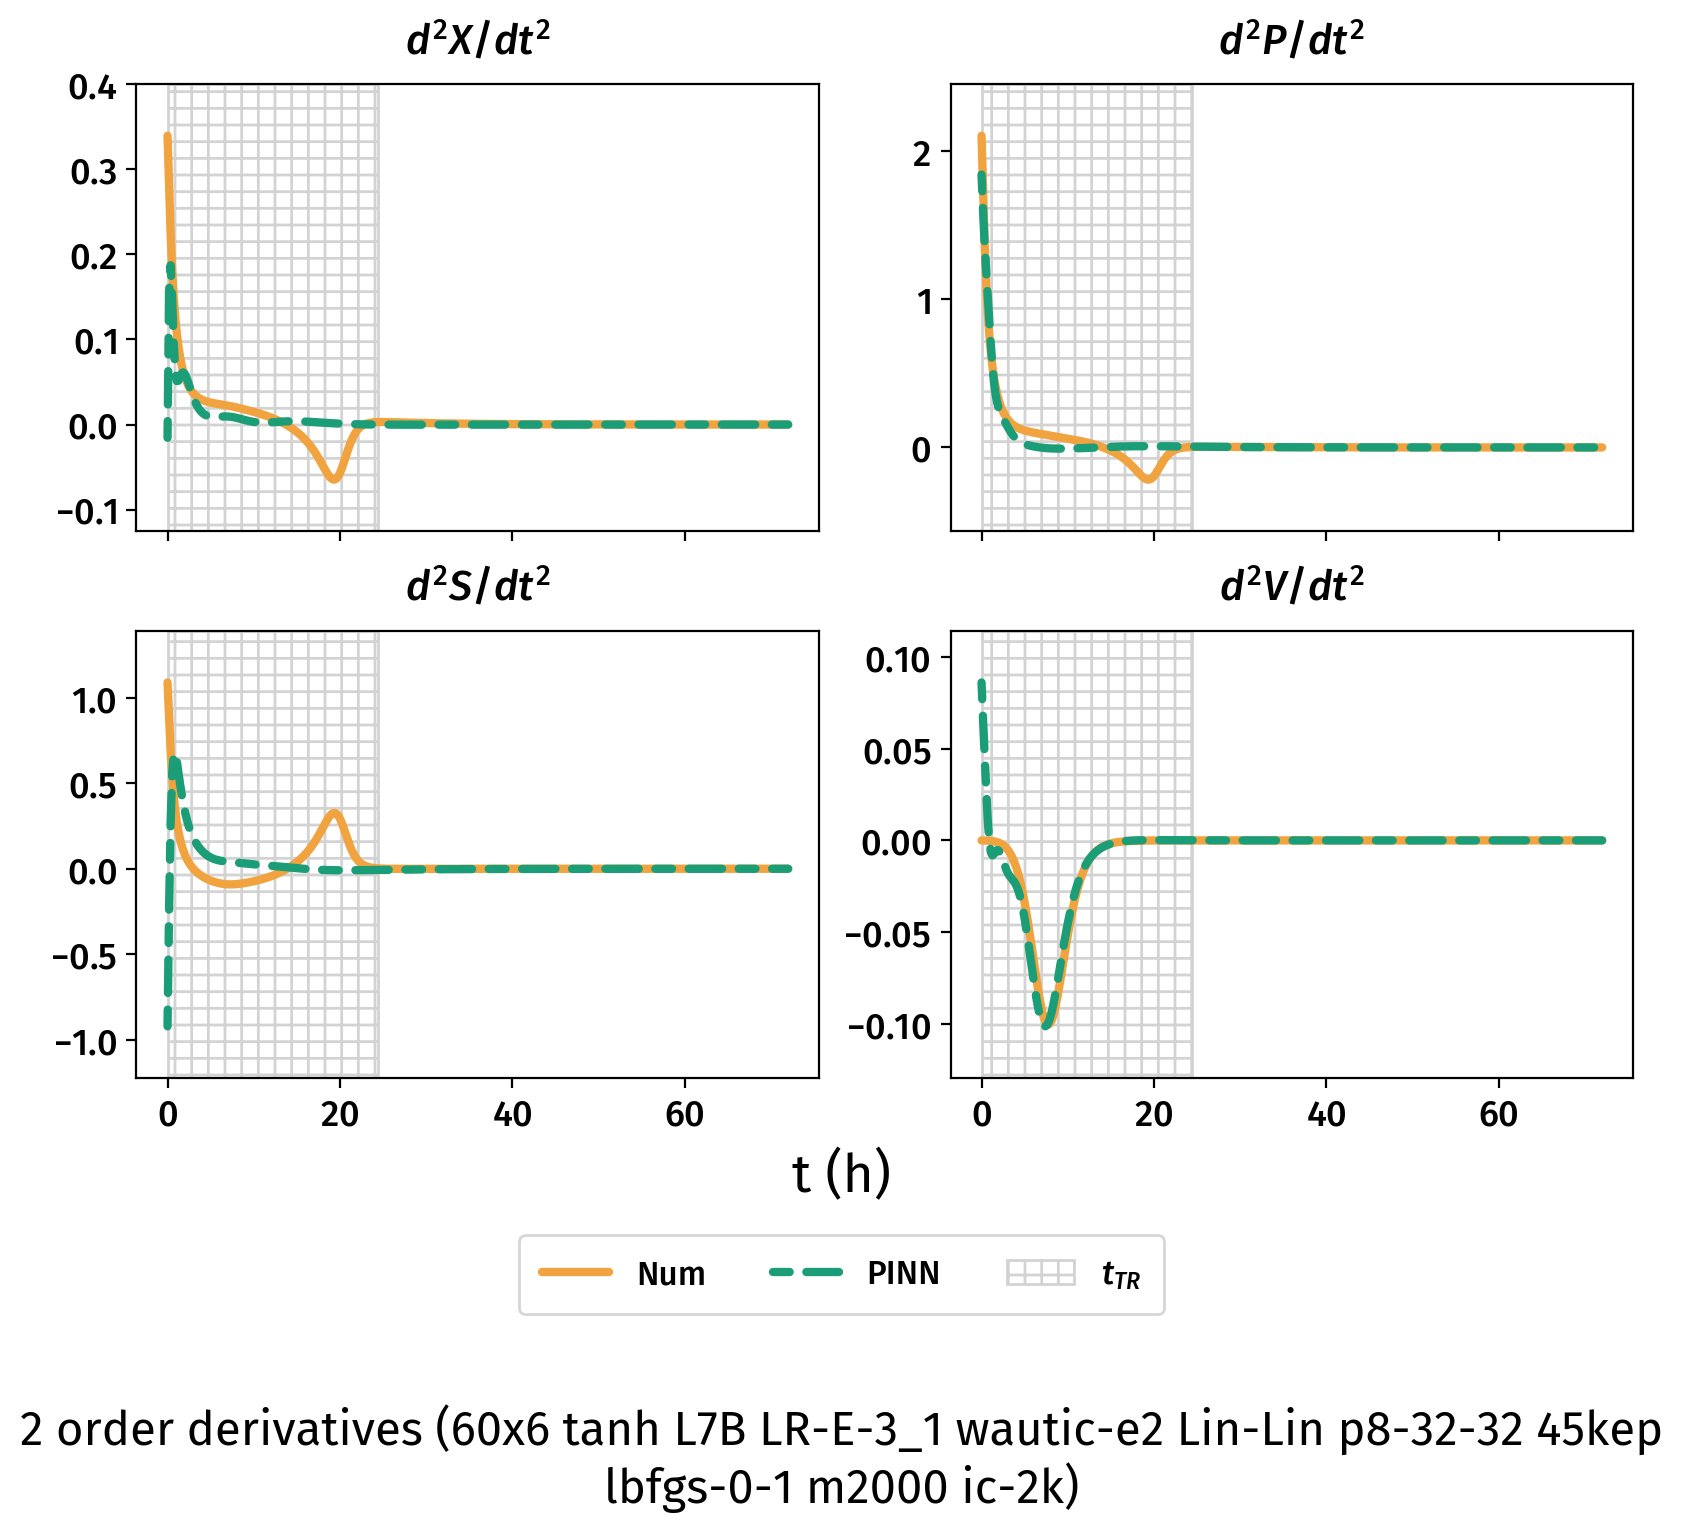 d²X/dt²
d²P/dt²
0.4
0.3
0.2
0.1
0.0
−0.1
2
1
0
d²S/dt²
d²V/dt²
1.0
0.5
0.0
−0.5
−1.0
0.10
0.05
0.00
−0.05
−0.10
0 20 40 60
0 20 40 60
t (h)
Num PINN t_TR
2 order derivatives (60x6 tanh L7B LR-E-3_1 wautic-e2 Lin-Lin p8-32-32 45kep
lbfgs-0-1 m2000 ic-2k)